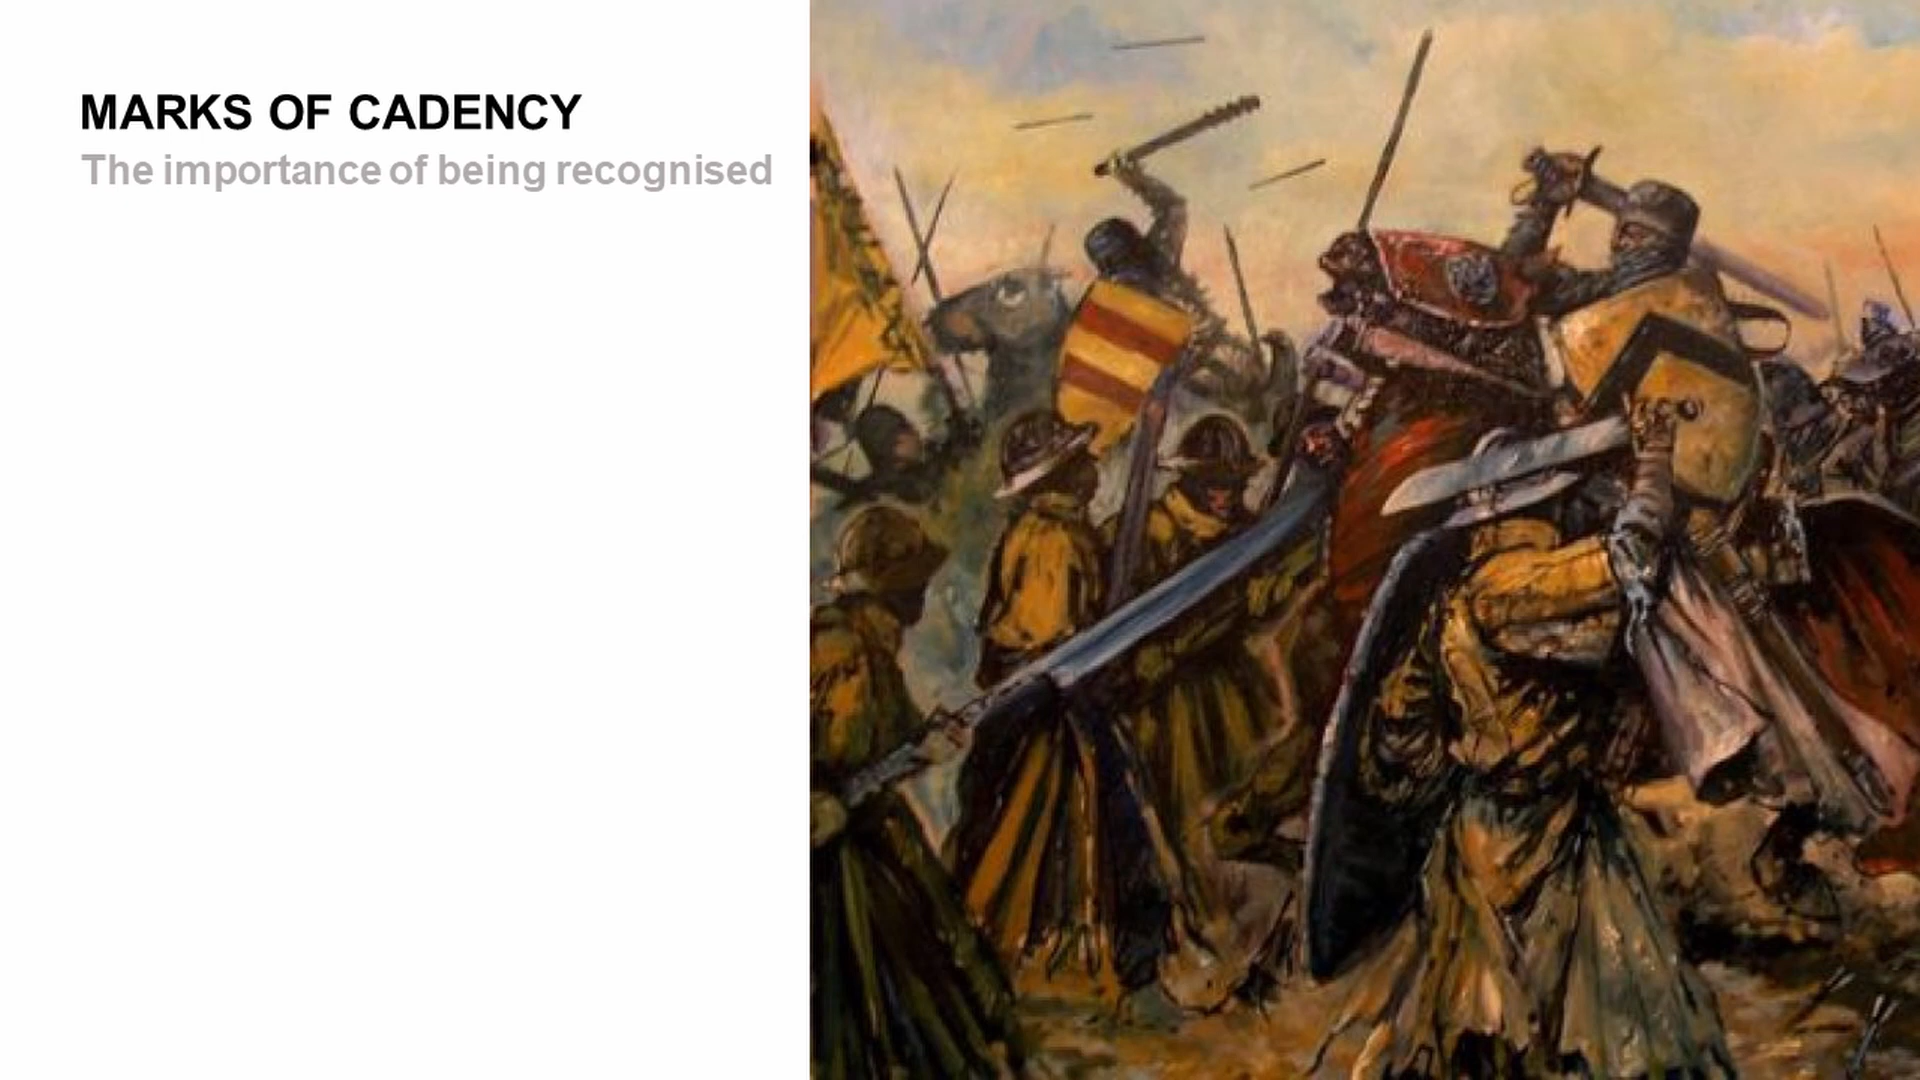 MARKS OF CADENCY
The importance of being recognised